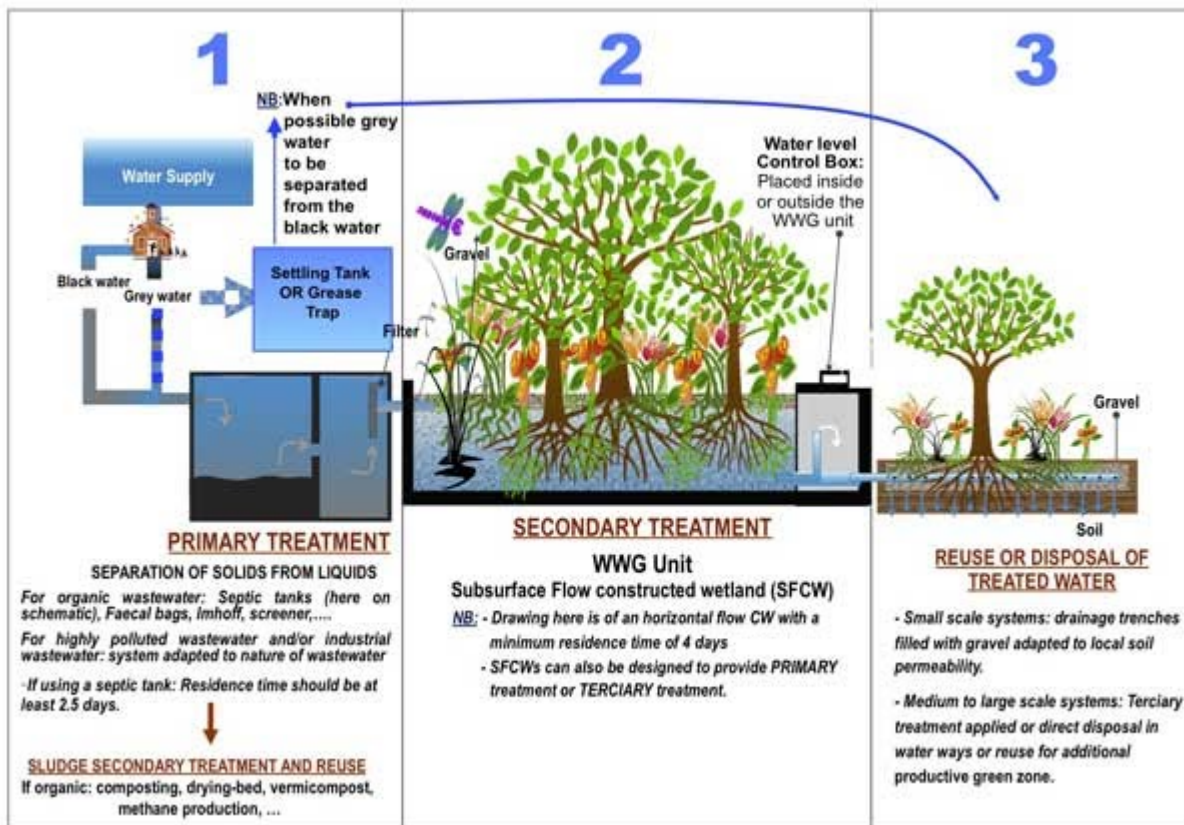 1
NB:When
possible grey
water
to be
separated
from the
black water
Water Supply
Black water
Grey water
Settling Tank
OR Grease
Trap
Filter
PRIMARY TREATMENT
SEPARATION OF SOLIDS FROM LIQUIDS
For organic wastewater: Septic tanks (here on
schematic), Faecal bags, Imhoff, screener,....
For highly polluted wastewater and/or industrial
wastewater: system adapted to nature of wastewater
-If using a septic tank: Residence time should be at
least 2.5 days.
SLUDGE SECONDARY TREATMENT AND REUSE
If organic: composting, drying-bed, vermicompost,
methane production, ...
2
Water level
Control Box:
Placed inside
or outside the
WWG unit
Gravel
SECONDARY TREATMENT
WWG Unit
Subsurface Flow constructed wetland (SFCW)
NB: - Drawing here is of an horizontal flow CW with a
minimum residence time of 4 days
- SFCWs can also be designed to provide PRIMARY
treatment or TERCIARY treatment.
3
Gravel
Soil
REUSE OR DISPOSAL OF
TREATED WATER
- Small scale systems: drainage trenches
filled with gravel adapted to local soil
permeability.
- Medium to large scale systems: Terciary
treatment applied or direct disposal in
water ways or reuse for additional
productive green zone.